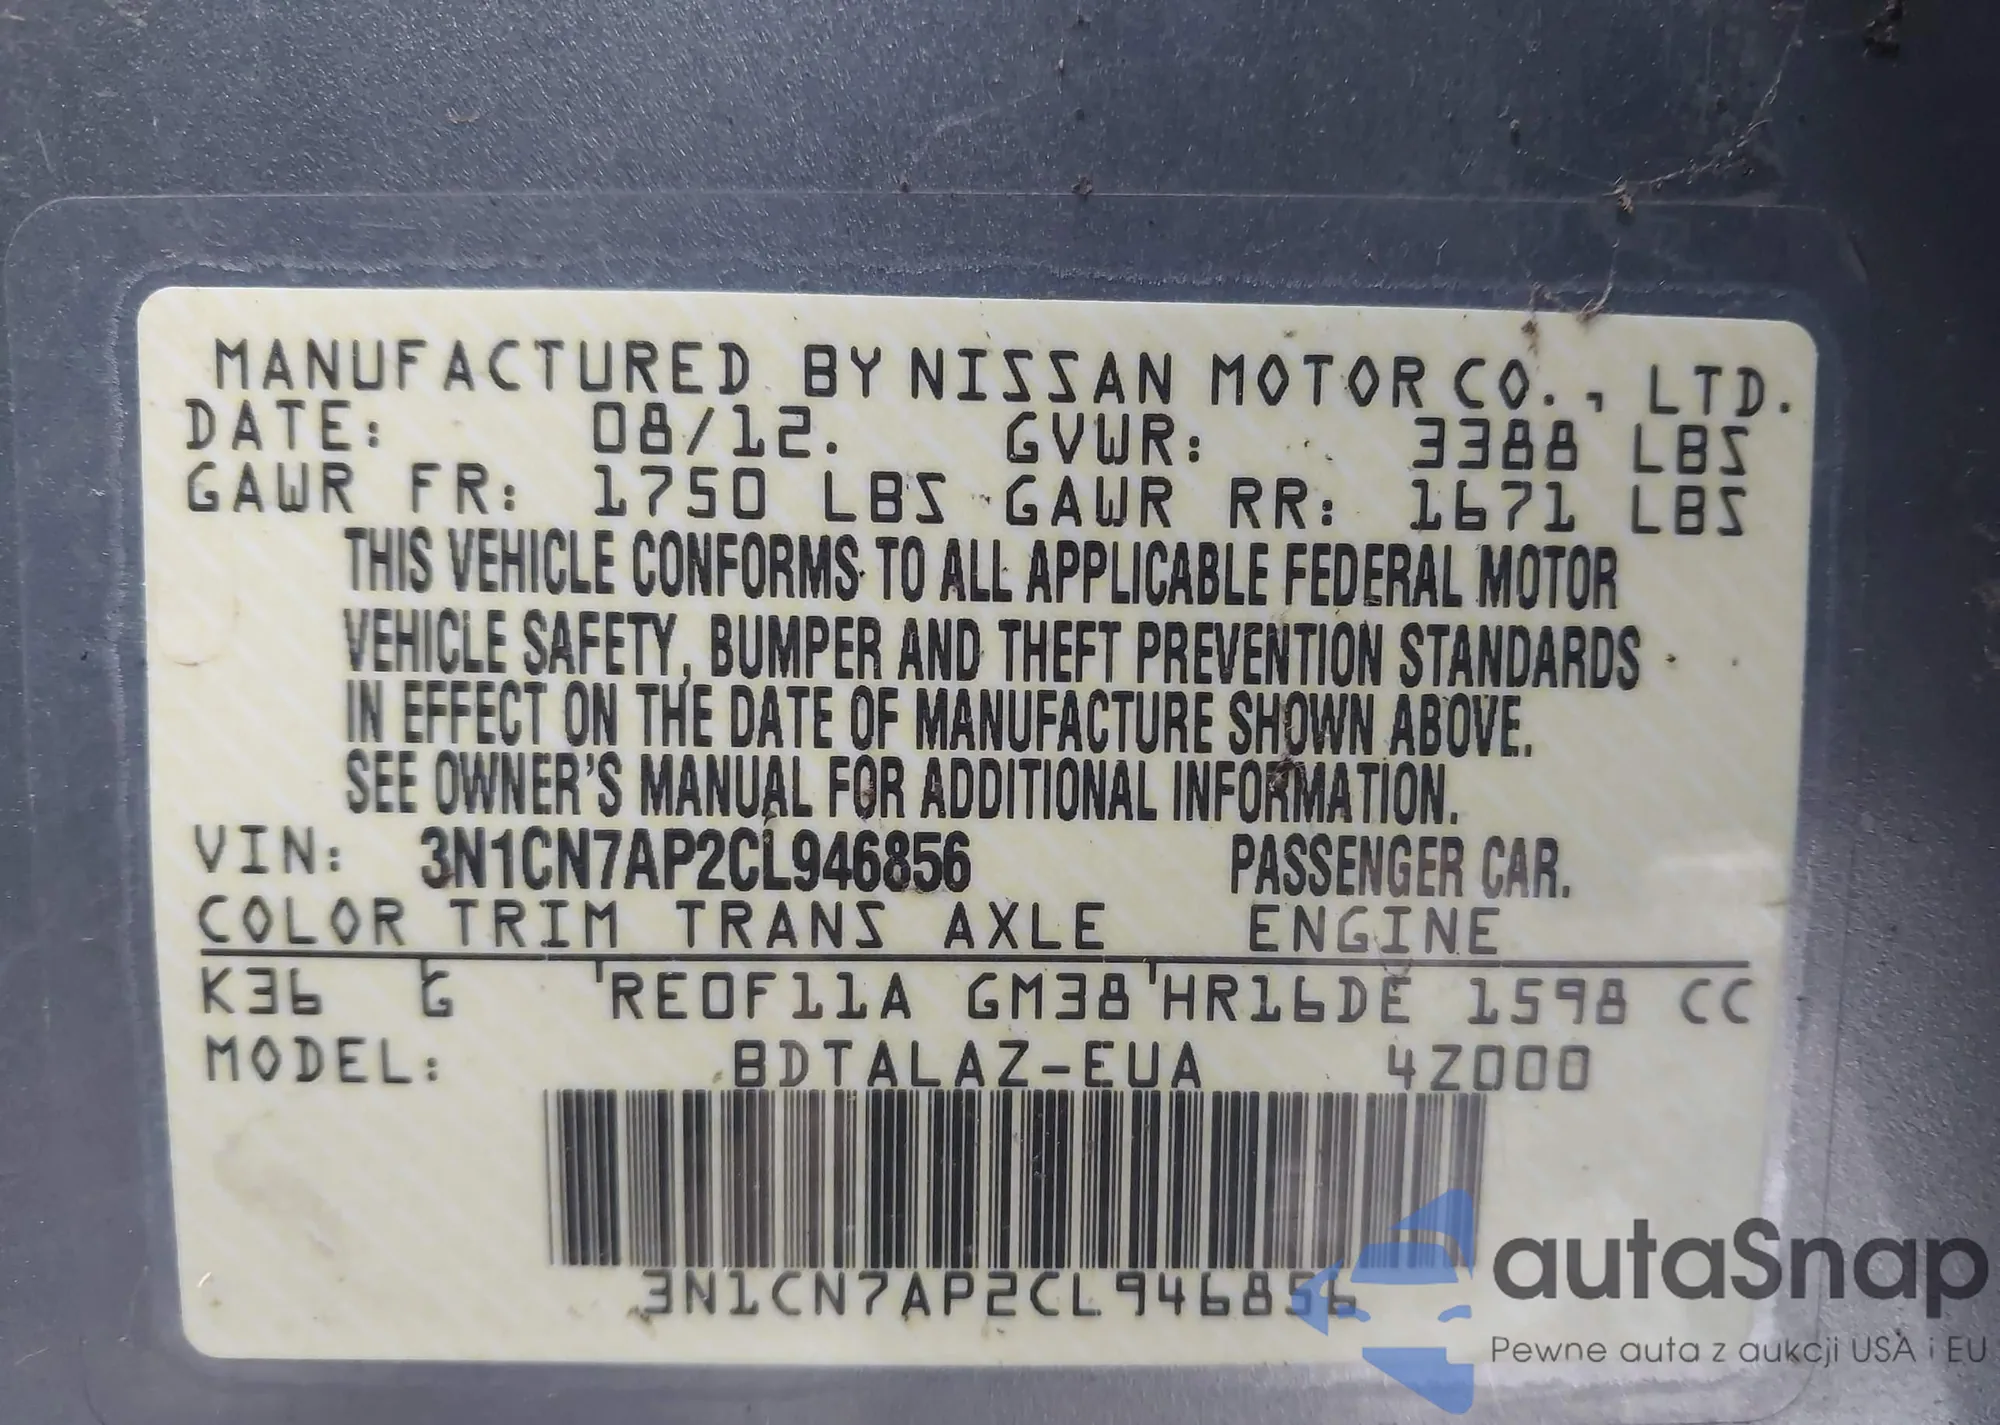 MANUFACTURED BY NISSAN MOTOR CO., LTD.
DATE: 08/12. GVWR: 3388 LBS
GAWR FR: 1750 LBS GAWR RR: 1671 LBS
THIS VEHICLE CONFORMS TO ALL APPLICABLE FEDERAL MOTOR
VEHICLE SAFETY, BUMPER AND THEFT PREVENTION STANDARDS
IN EFFECT ON THE DATE OF MANUFACTURE SHOWN ABOVE.
SEE OWNER'S MANUAL FOR ADDITIONAL INFORMATION.
VIN: 3N1CN7AP2CL946856 PASSENGER CAR.
COLOR TRIM TRANS AXLE ENGINE
K36 G RE0F11A GM38 HR16DE 1598 CC
MODEL: BDTALAZ-EUA 4Z000
3N1CN7AP2CL946856
autaSnap
Pewne auta z aukcji USA i EU